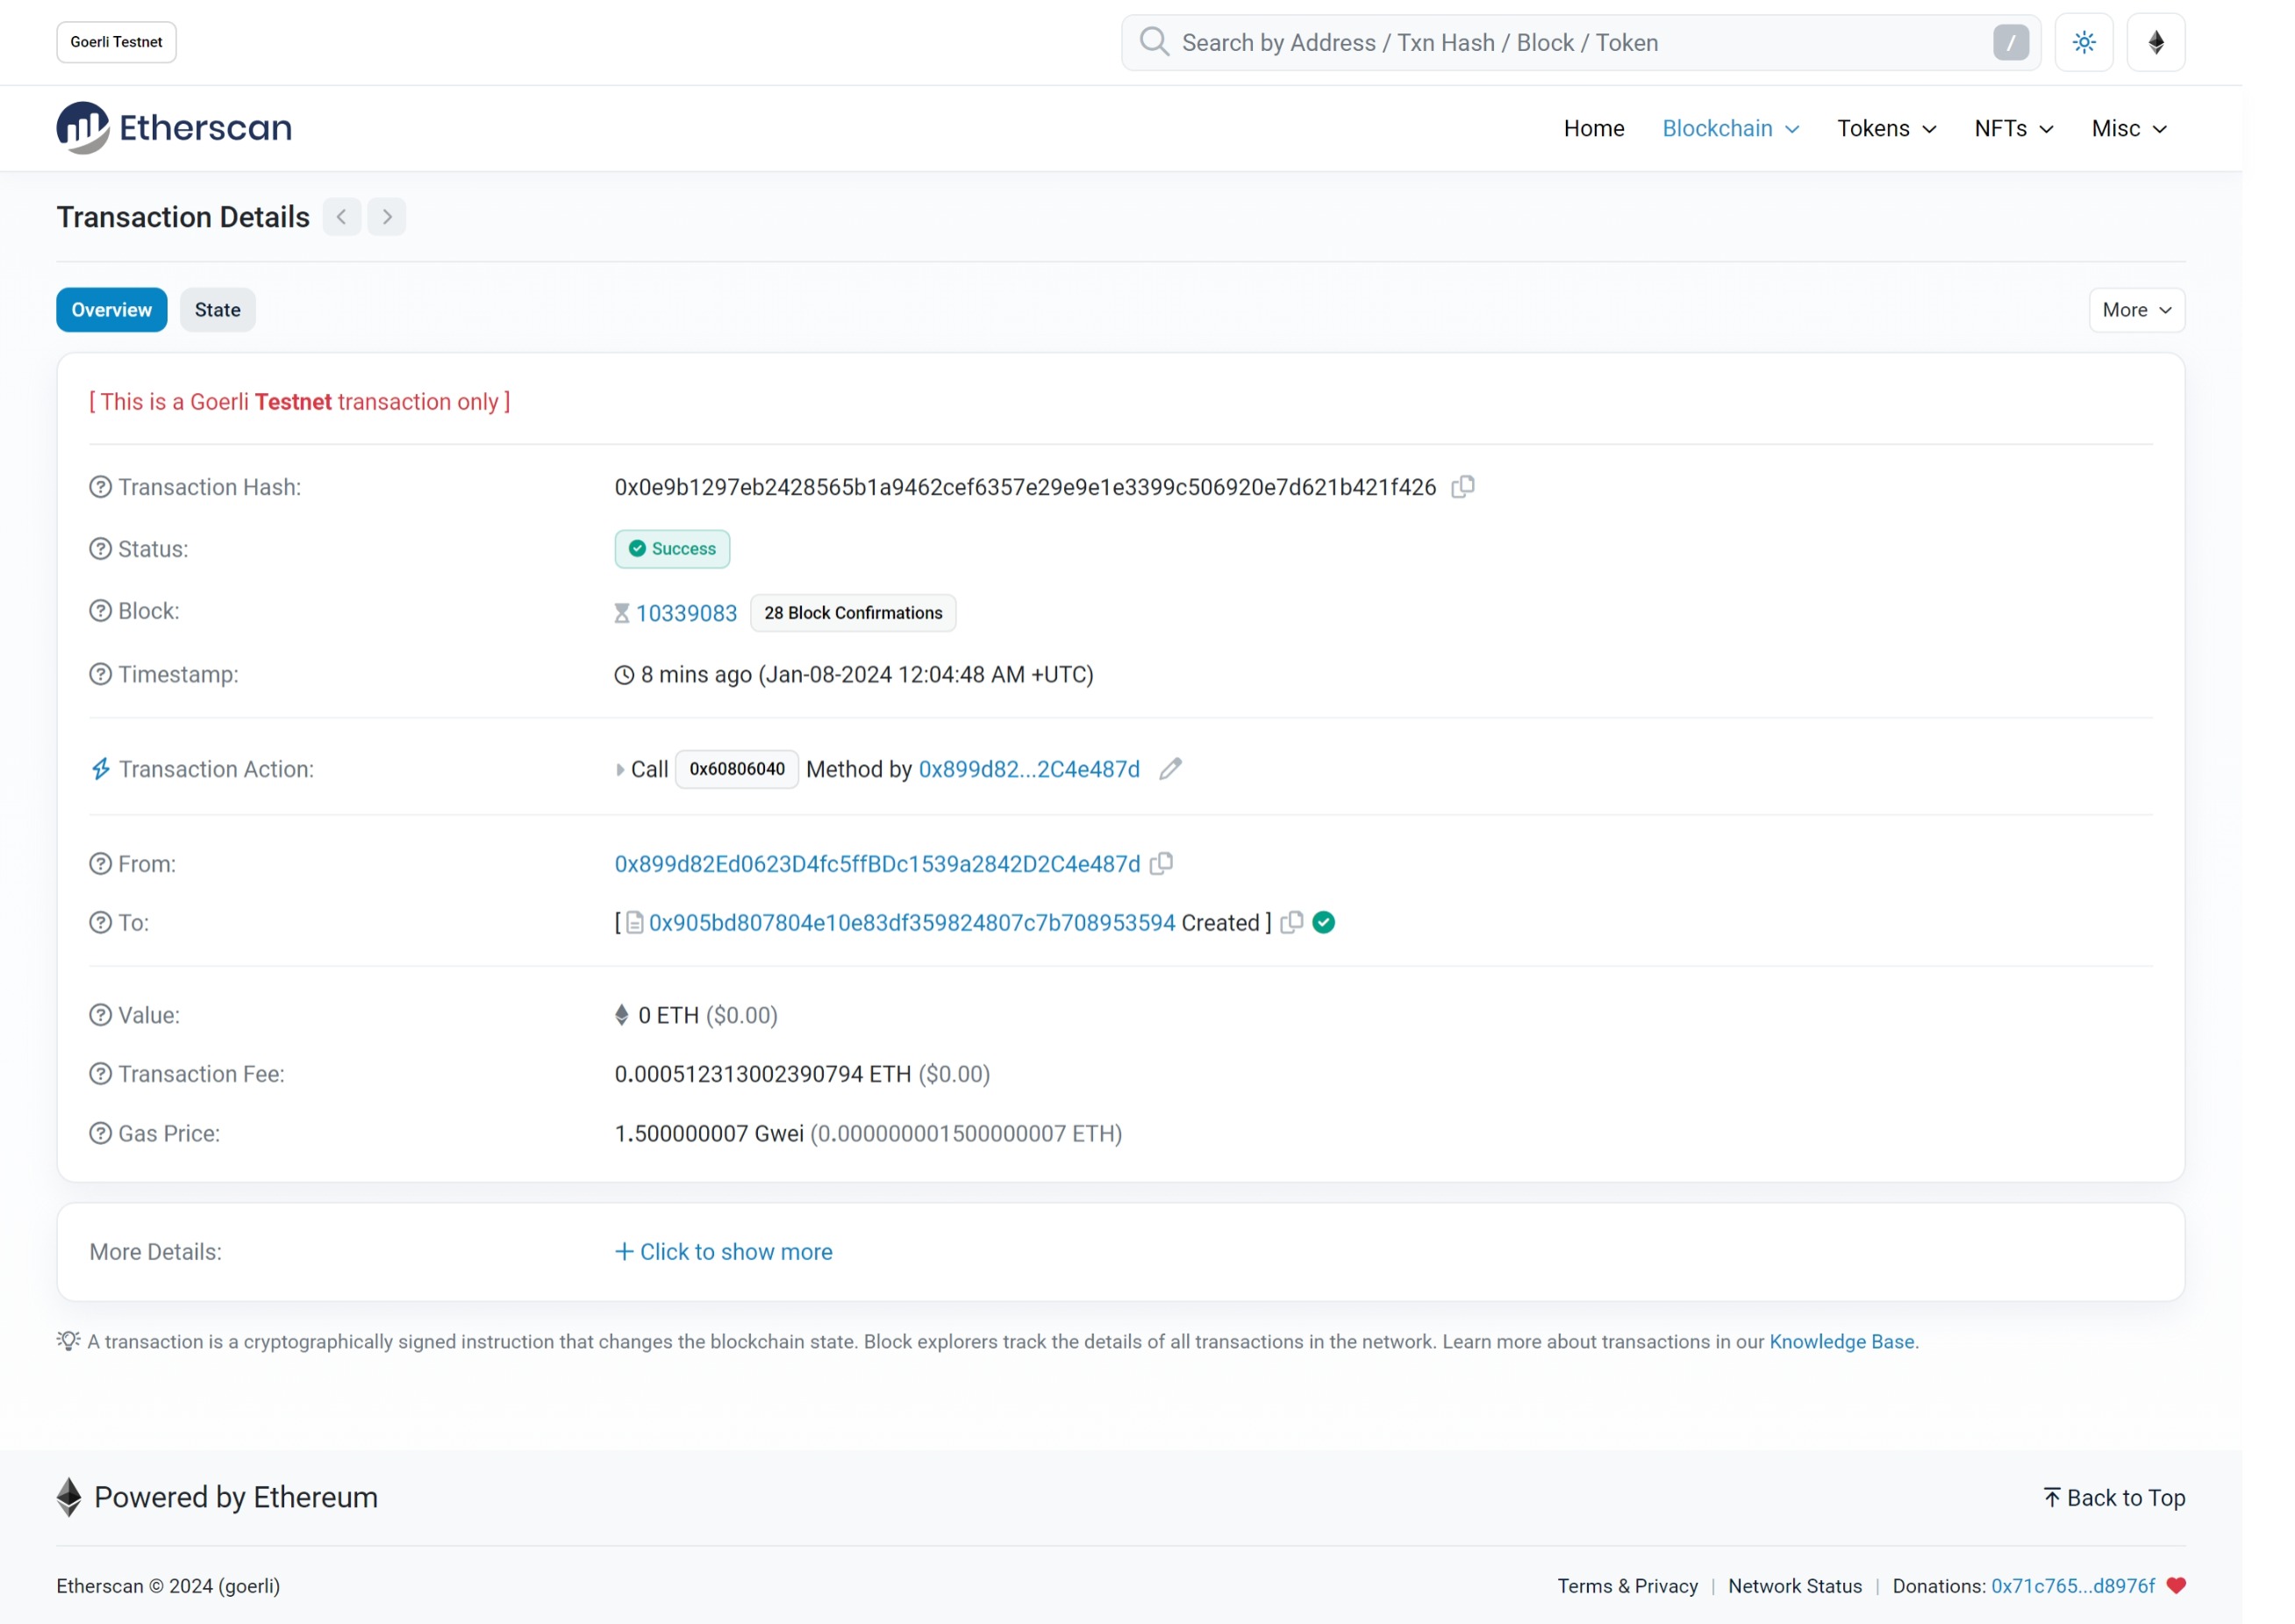 Goerli Testnet
Search by Address / Txn Hash / Block / Token /
Etherscan
Home Blockchain Tokens NFTs Misc
Transaction Details
Overview State More
[ This is a Goerli Testnet transaction only ]
Transaction Hash: 0x0e9b1297eb2428565b1a9462cef6357e29e9e1e3399c506920e7d621b421f426
Status: Success
Block: 10339083 28 Block Confirmations
Timestamp: 8 mins ago (Jan-08-2024 12:04:48 AM +UTC)
Transaction Action: Call 0x60806040 Method by 0x899d82...2C4e487d
From: 0x899d82Ed0623D4fc5ffBDc1539a2842D2C4e487d
To: [ 0x905bd807804e10e83df359824807c7b708953594 Created ]
Value: 0 ETH ($0.00)
Transaction Fee: 0.000512313002390794 ETH ($0.00)
Gas Price: 1.500000007 Gwei (0.000000001500000007 ETH)
More Details: + Click to show more
A transaction is a cryptographically signed instruction that changes the blockchain state. Block explorers track the details of all transactions in the network. Learn more about transactions in our Knowledge Base.
Powered by Ethereum Back to Top
Etherscan © 2024 (goerli) Terms & Privacy | Network Status | Donations: 0x71c765...d8976f